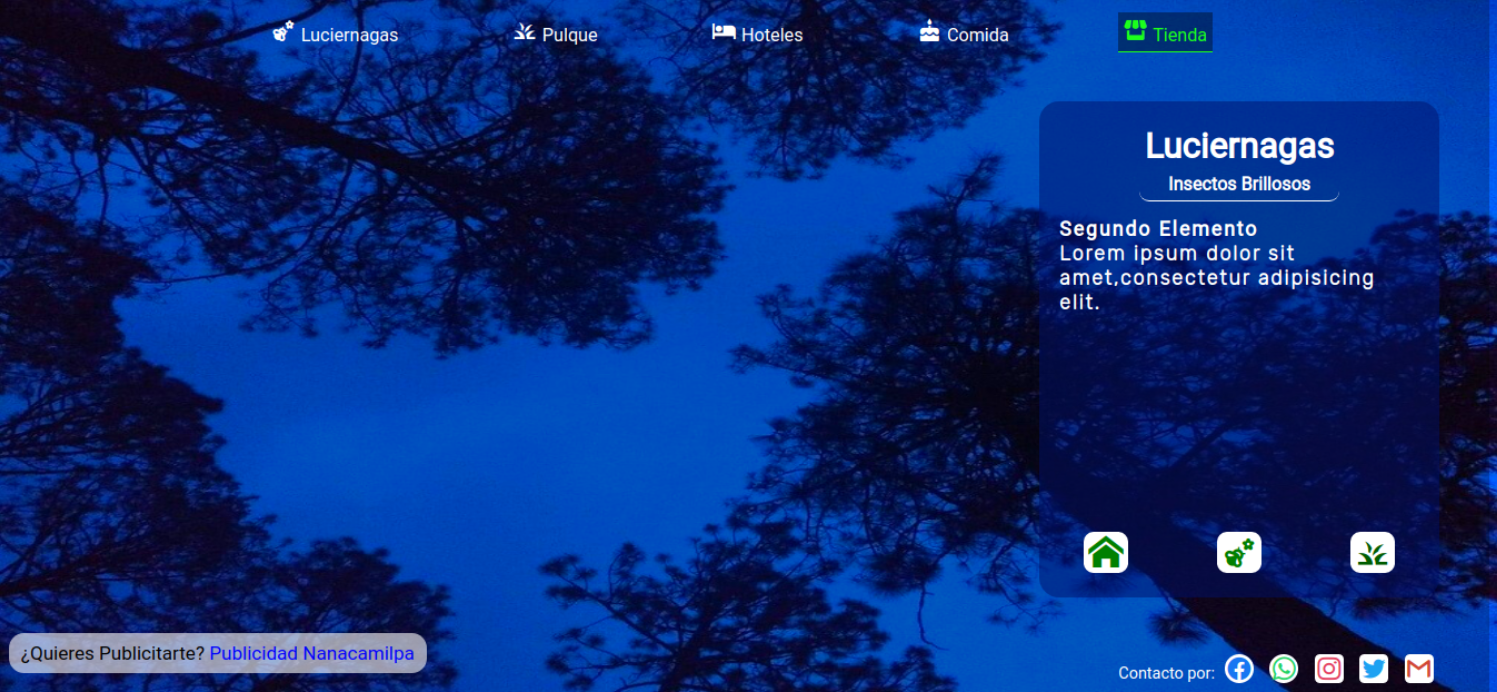 Luciernagas
Pulque
Hoteles
Comida
Tienda
Luciernagas
Insectos Brillosos
Segundo Elemento
Lorem ipsum dolor sit
amet,consectetur adipisicing
elit.
¿Quieres Publicitarte? Publicidad Nanacamilpa
Contacto por: